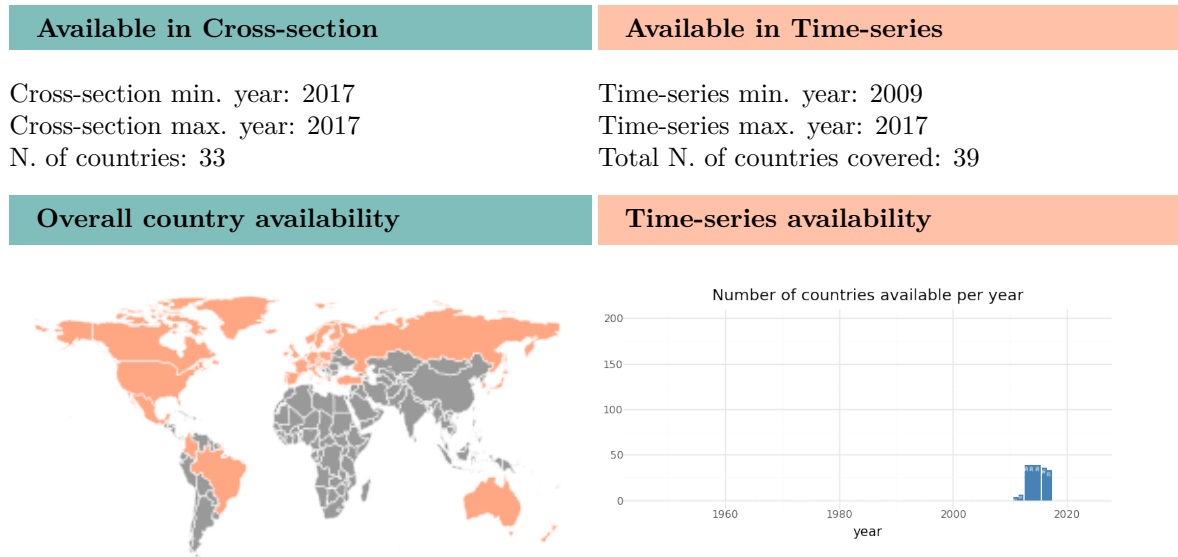 Available in Cross-section
Available in Time-series
Cross-section min. year: 2017
Cross-section max. year: 2017
N. of countries: 33
Time-series min. year: 2009
Time-series max. year: 2017
Total N. of countries covered: 39
Overall country availability
Time-series availability
Number of countries available per year
200
150
100
50
0
1960 1980 2000 2020
year